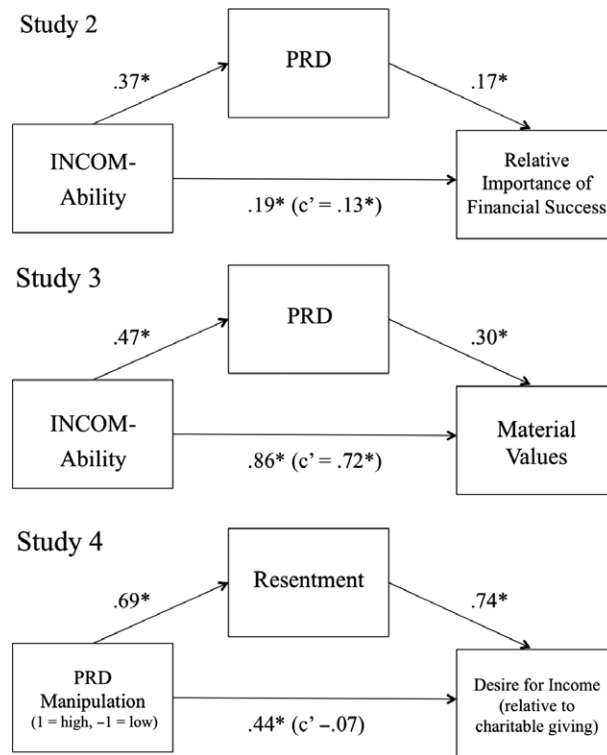 Study 2
PRD
.37*
.17*
INCOM-
Ability
Relative
Importance of
Financial Success
.19* (c' = .13*)
Study 3
PRD
.47*
.30*
INCOM-
Ability
Material
Values
.86* (c' = .72*)
Study 4
Resentment
.69*
.74*
PRD
Manipulation
(1 = high, −1 = low)
Desire for Income
(relative to
charitable giving)
.44* (c' −.07)